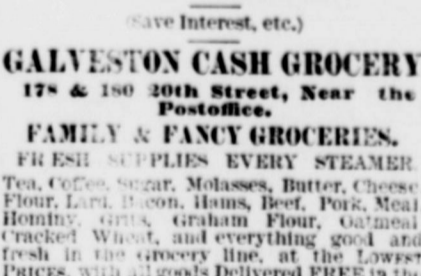 (Save Interest, etc.)
GALVESTON CASH GROCERY
178 & 180 20th Street, Near the
Postoffice.
FAMILY & FANCY GROCERIES.
FRESH SUPPLIES EVERY STEAMER
Tea, Coffee, Sugar, Molasses, Butter, Cheese
Flour, Lard, Bacon, Hams, Beef, Pork, Meal
Hominy, Grits, Graham Flour, Oatmeal
Cracked Wheat, and everything good and
fresh in the Grocery line, at the LOWEST
PRICES, with all goods Delivered FREE in the